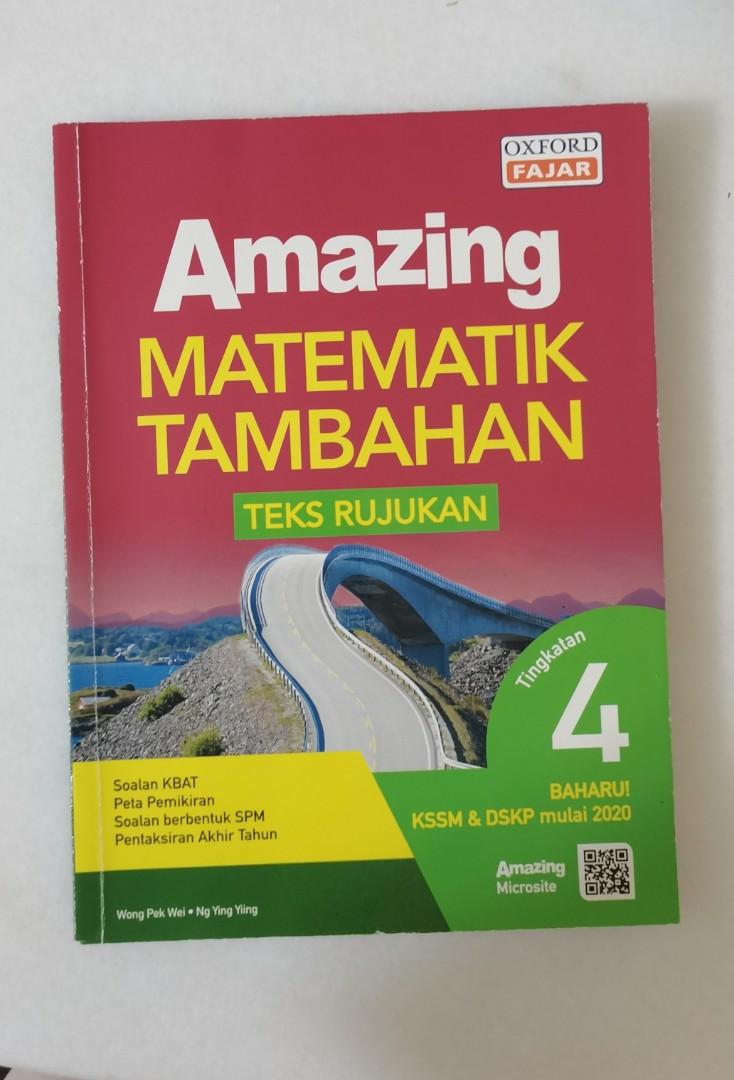 OXFORD
FAJAR
Amazing
MATEMATIK
TAMBAHAN
TEKS RUJUKAN
Tingkatan
4
BAHARU!
KSSM & DSKP mulai 2020
Soalan KBAT
Peta Pemikiran
Soalan berbentuk SPM
Pentaksiran Akhir Tahun
Amazing
Microsite
Wong Pek Wei • Ng Ying Yiing